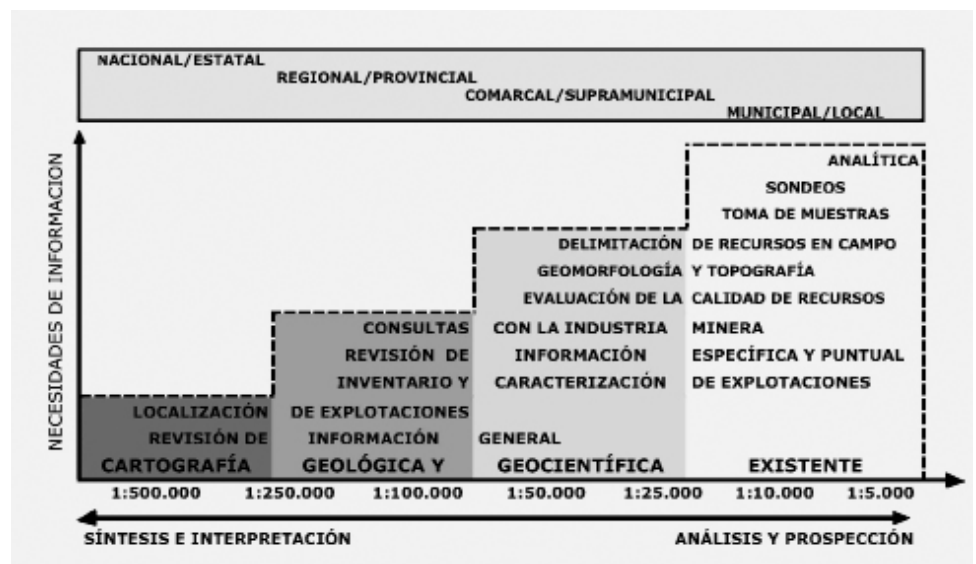 NACIONAL/ESTATAL
REGIONAL/PROVINCIAL
COMARCAL/SUPRAMUNICIPAL
MUNICIPAL/LOCAL
NECESIDADES DE INFORMACION
ANALÍTICA
SONDEOS
TOMA DE MUESTRAS
DELIMITACIÓN DE RECURSOS EN CAMPO
GEOMORFOLOGÍA Y TOPOGRAFÍA
EVALUACIÓN DE LA CALIDAD DE RECURSOS
CONSULTAS CON LA INDUSTRIA MINERA
REVISIÓN DE INFORMACIÓN ESPECÍFICA Y PUNTUAL
INVENTARIO Y CARACTERIZACIÓN DE EXPLOTACIONES
LOCALIZACIÓN DE EXPLOTACIONES
REVISIÓN DE INFORMACIÓN GENERAL
CARTOGRAFÍA GEOLÓGICA Y GEOCIENTÍFICA EXISTENTE
1:500.000 1:250.000 1:100.000 1:50.000 1:25.000 1:10.000 1:5.000
SÍNTESIS E INTERPRETACIÓN ANÁLISIS Y PROSPECCIÓN